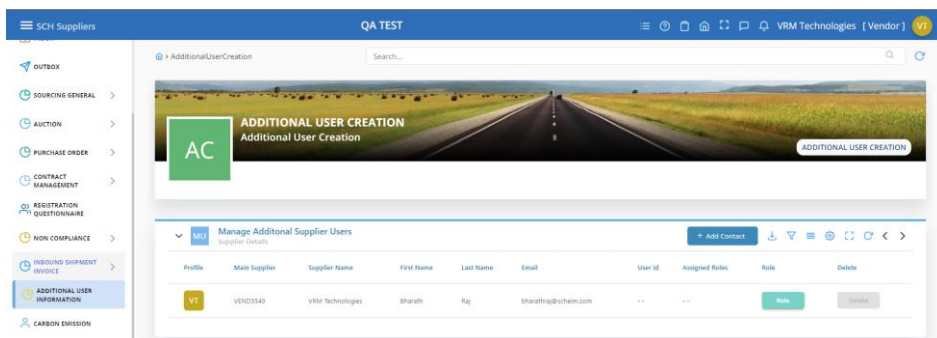 SCH Suppliers
QA TEST
VRM Technologies [ Vendor ]
VT
OUTBOX
SOURCING GENERAL
AUCTION
PURCHASE ORDER
CONTRACT
MANAGEMENT
REGISTRATION
QUESTIONNAIRE
NON COMPLIANCE
INBOUND SHIPMENT
INVOICE
ADDITIONAL USER
INFORMATION
CARBON EMISSION
> AdditionalUserCreation
Search...
AC
ADDITIONAL USER CREATION
Additional User Creation
ADDITIONAL USER CREATION
MU
Manage Additonal Supplier Users
Supplier Details
+ Add Contact
Profile Main Supplier Supplier Name First Name Last Name Email User Id Assigned Roles Role Delete
VT VEND3540 VRM Technologies Bharath Raj bharathraj@scheim.com - - - - Role Delete